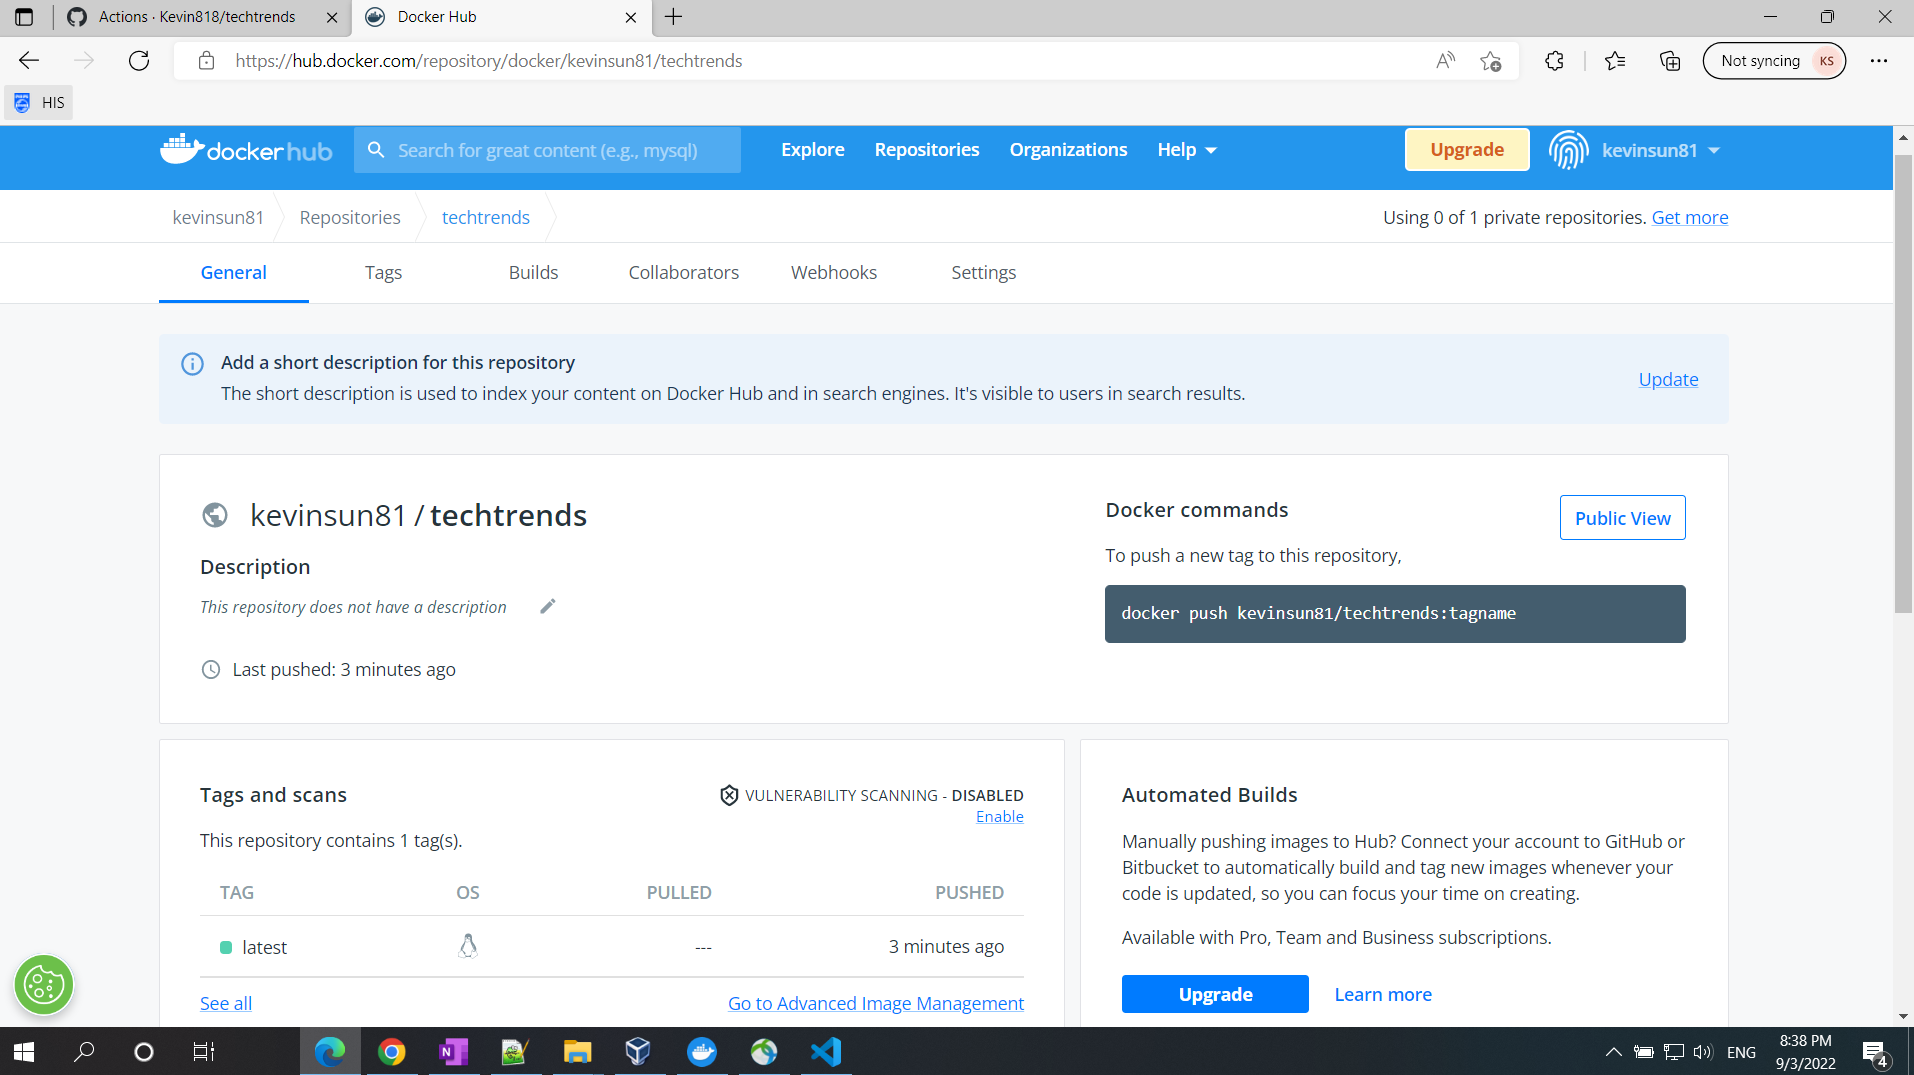 Actions · Kevin818/techtrends
Docker Hub
https://hub.docker.com/repository/docker/kevinsun81/techtrends
Not syncing
KS
HIS
docker hub
Search for great content (e.g., mysql)
Explore
Repositories
Organizations
Help
Upgrade
kevinsun81
kevinsun81
Repositories
techtrends
Using 0 of 1 private repositories. Get more
General
Tags
Builds
Collaborators
Webhooks
Settings
Add a short description for this repository
The short description is used to index your content on Docker Hub and in search engines. It's visible to users in search results.
Update
kevinsun81 / techtrends
Description
This repository does not have a description
Last pushed: 3 minutes ago
Docker commands
Public View
To push a new tag to this repository,
docker push kevinsun81/techtrends:tagname
Tags and scans
VULNERABILITY SCANNING - DISABLED
Enable
This repository contains 1 tag(s).
TAG
OS
PULLED
PUSHED
latest
---
3 minutes ago
See all
Go to Advanced Image Management
Automated Builds
Manually pushing images to Hub? Connect your account to GitHub or
Bitbucket to automatically build and tag new images whenever your
code is updated, so you can focus your time on creating.
Available with Pro, Team and Business subscriptions.
Upgrade
Learn more
ENG
8:38 PM
9/3/2022
4